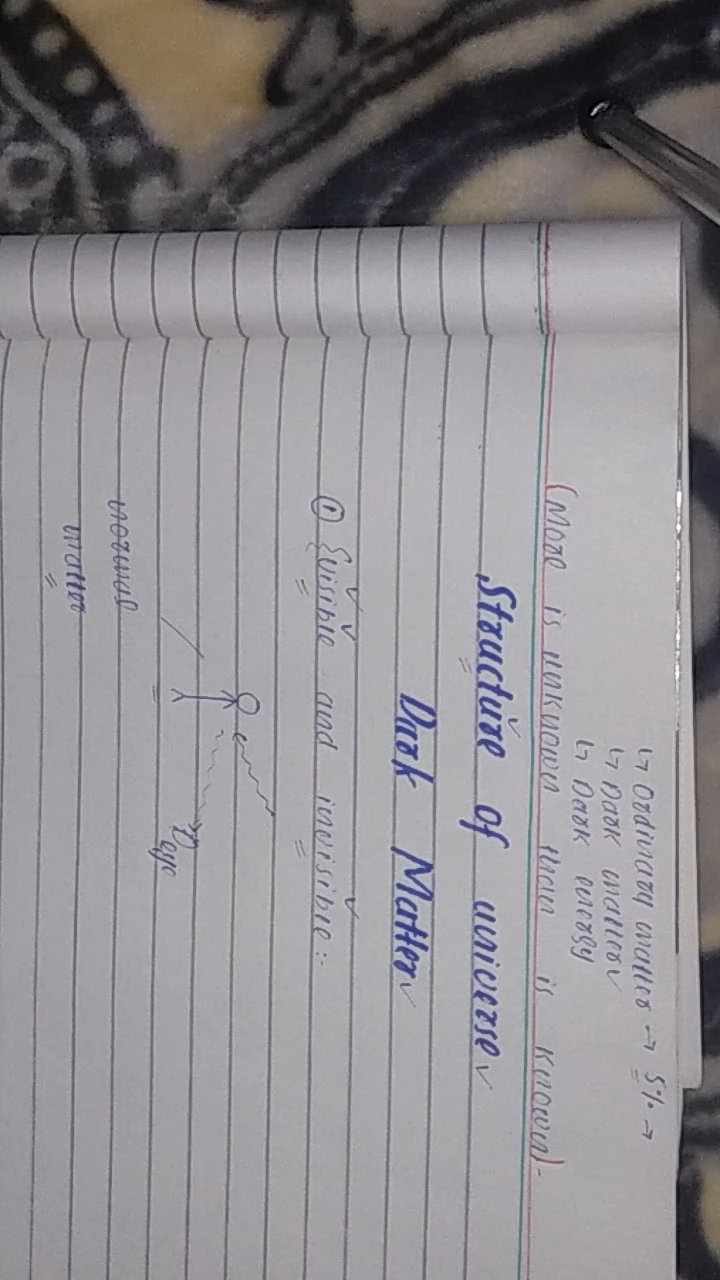 ↳ Ordinary matter → 5% →
↳ Dark matter
↳ Dark energy
(More is unknown than is known).
Structure of universe
Dark Matter
① Visible and invisible:-
eye
normal
matter